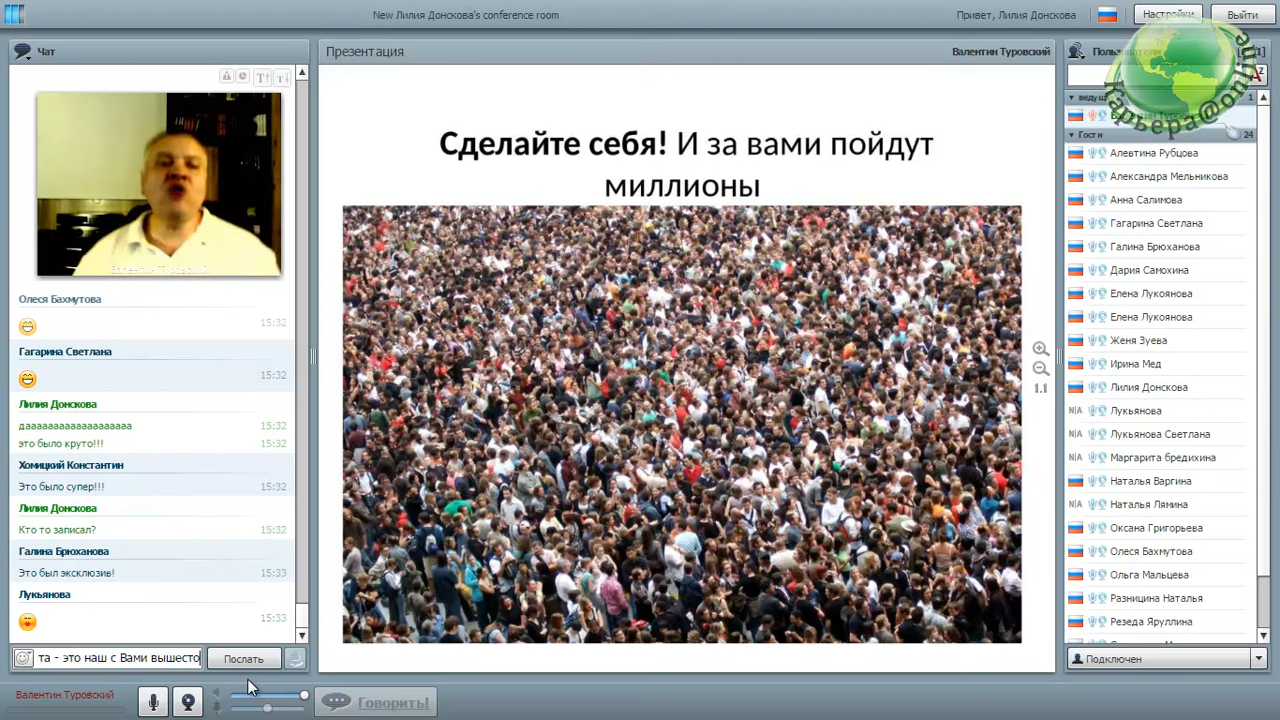 New Лилия Донскова's conference room
Привет, Лилия Донскова
Настройки
Выйти
Чат
Валентин Туровский
Олеся Бахмутова
15:32
Гагарина Светлана
15:32
Лилия Донскова
дааааааааааааааааааа 15:32
это было круто!!! 15:32
Хомицкий Константин
Это было супер!!! 15:32
Лилия Донскова
Кто то записал? 15:32
Галина Брюханова
Это был эксклюзив! 15:33
Лукьянова
15:33
та - это наш с Вами вышесто
Послать
Валентин Туровский
Говорить!
Презентация
Валентин Туровский
Сделайте себя! И за вами пойдут
миллионы
1:1
Карьера@online
Гости 24
Алевтина Рубцова
Александра Мельникова
Анна Салимова
Гагарина Светлана
Галина Брюханова
Дария Самохина
Елена Лукоянова
Елена Лукоянова
Женя Зуева
Ирина Мед
Лилия Донскова
N/A Лукьянова
N/A Лукьянова Светлана
N/A Маргарита бредихина
Наталья Варгина
N/A Наталья Лямина
Оксана Григорьева
Олеся Бахмутова
Ольга Мальцева
Разницина Наталья
Резеда Яруллина
Подключен